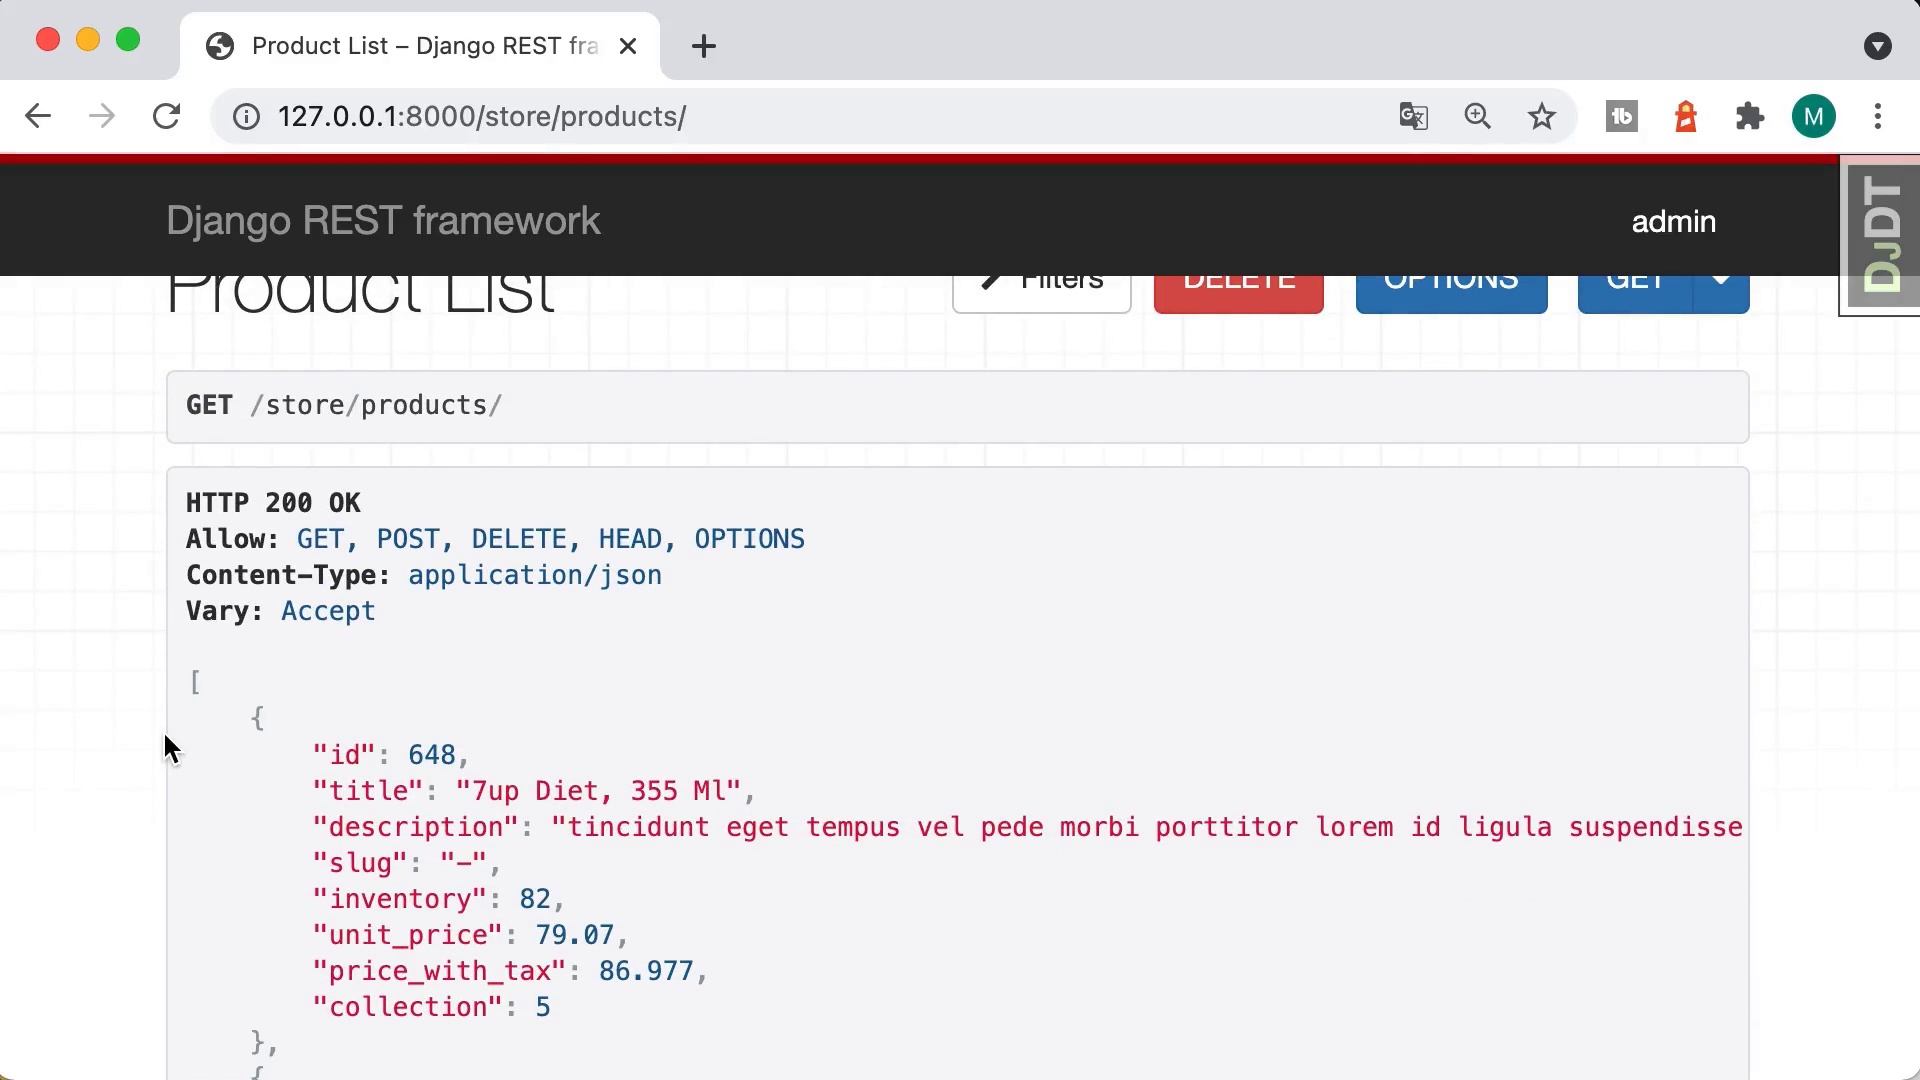 Product List – Django REST fra
127.0.0.1:8000/store/products/
M
Django REST framework
admin
DjDT
Product List
Filters
DELETE
OPTIONS
GET
GET /store/products/
HTTP 200 OK
Allow: GET, POST, DELETE, HEAD, OPTIONS
Content-Type: application/json
Vary: Accept
[
{
"id": 648,
"title": "7up Diet, 355 Ml",
"description": "tincidunt eget tempus vel pede morbi porttitor lorem id ligula suspendisse
"slug": "-",
"inventory": 82,
"unit_price": 79.07,
"price_with_tax": 86.977,
"collection": 5
},
{